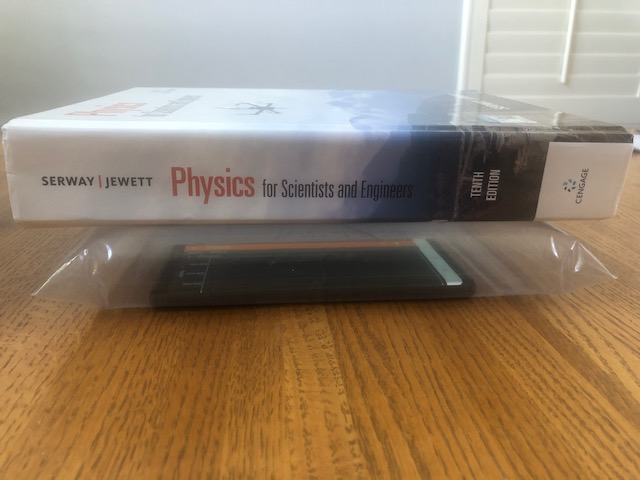 SERWAY | JEWETT
Physics for Scientists and Engineers
TENTH
EDITION
CENGAGE